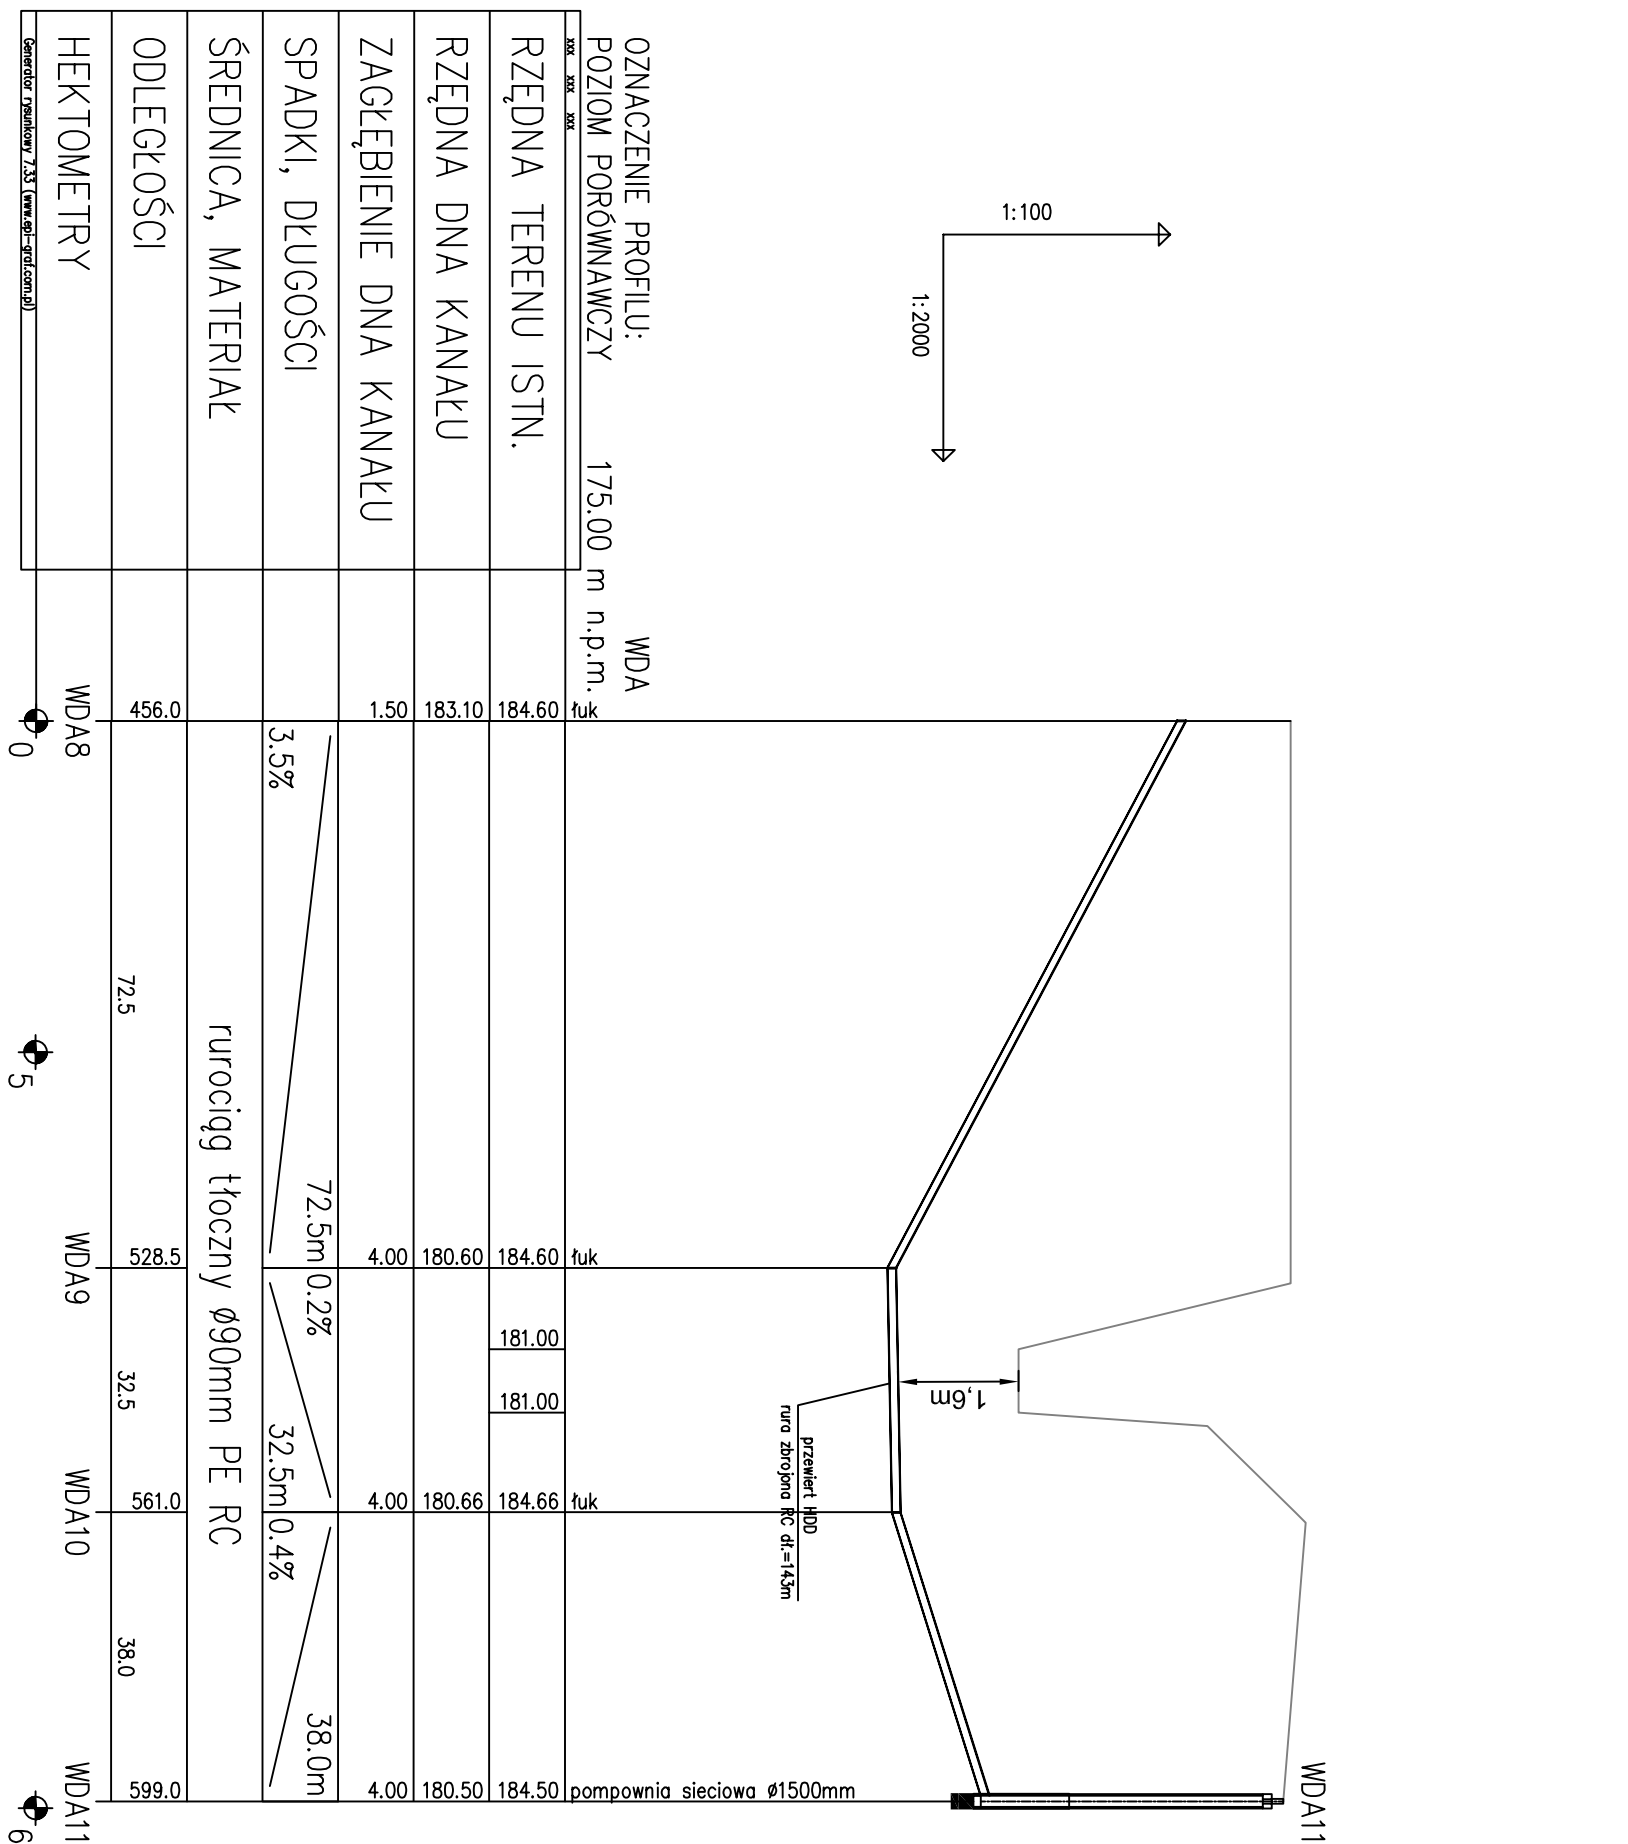 WDA11
1:100
1:2000
1,6m
przewiert HDD
rura zbrojona RC dł.=143m
OZNACZENIE PROFILU: WDA
POZIOM PORÓWNAWCZY 175.00 m n.p.m.
xxx xxx xxx
łuk łuk łuk pompownia sieciowa Ø1500mm
RZĘDNA TERENU ISTN. 184.60 184.60 181.00 181.00 184.66 184.50
RZĘDNA DNA KANAŁU 183.10 180.60 180.66 180.50
ZAGŁĘBIENIE DNA KANAŁU 1.50 4.00 4.00 4.00
SPADKI, DŁUGOŚCI 3.5% 72.5m 0.2% 32.5m 0.4% 38.0m
ŚREDNICA, MATERIAŁ rurociąg tłoczny Ø90mm PE RC
ODLEGŁOŚCI 456.0 72.5 528.5 32.5 561.0 38.0 599.0
HEKTOMETRY WDA8 WDA9 WDA10 WDA11
Generator rysunkowy 7.33 (www.epi-graf.com.pl)
0 5 6